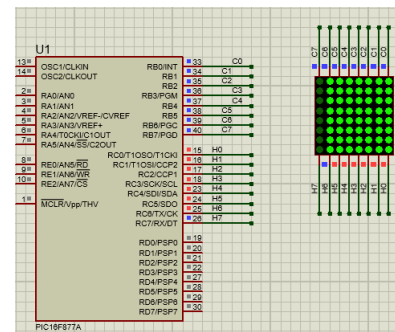 U1
13 OSC1/CLKIN RB0/INT 33 C0
14 OSC2/CLKOUT RB1 34 C1
RB2 35 C2
2 RA0/AN0 RB3/PGM 36 C3
3 RA1/AN1 RB4 37 C4
4 RA2/AN2/VREF-/CVREF RB5 38 C5
5 RA3/AN3/VREF+ RB6/PGC 39 C6
6 RA4/T0CKI/C1OUT RB7/PGD 40 C7
7 RA5/AN4/SS/C2OUT
RC0/T1OSO/T1CKI 15 H0
8 RE0/AN5/RD RC1/T1OSI/CCP2 16 H1
9 RE1/AN6/WR RC2/CCP1 17 H2
10 RE2/AN7/CS RC3/SCK/SCL 18 H3
RC4/SDI/SDA 23 H4
1 MCLR/Vpp/THV RC5/SDO 24 H5
RC6/TX/CK 25 H6
RC7/RX/DT 26 H7
RD0/PSP0 19
RD1/PSP1 20
RD2/PSP2 21
RD3/PSP3 22
RD4/PSP4 27
RD5/PSP5 28
RD6/PSP6 29
RD7/PSP7 30
PIC16F877A
C7 C6 C5 C4 C3 C2 C1 C0
H7 H6 H5 H4 H3 H2 H1 H0